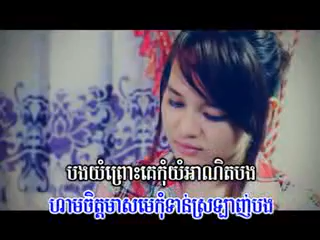 បងយំព្រោះគេកុំយំអាណិតបង
ហាមចិត្តមាសមេកុំទាន់ស្រឡាញ់បង